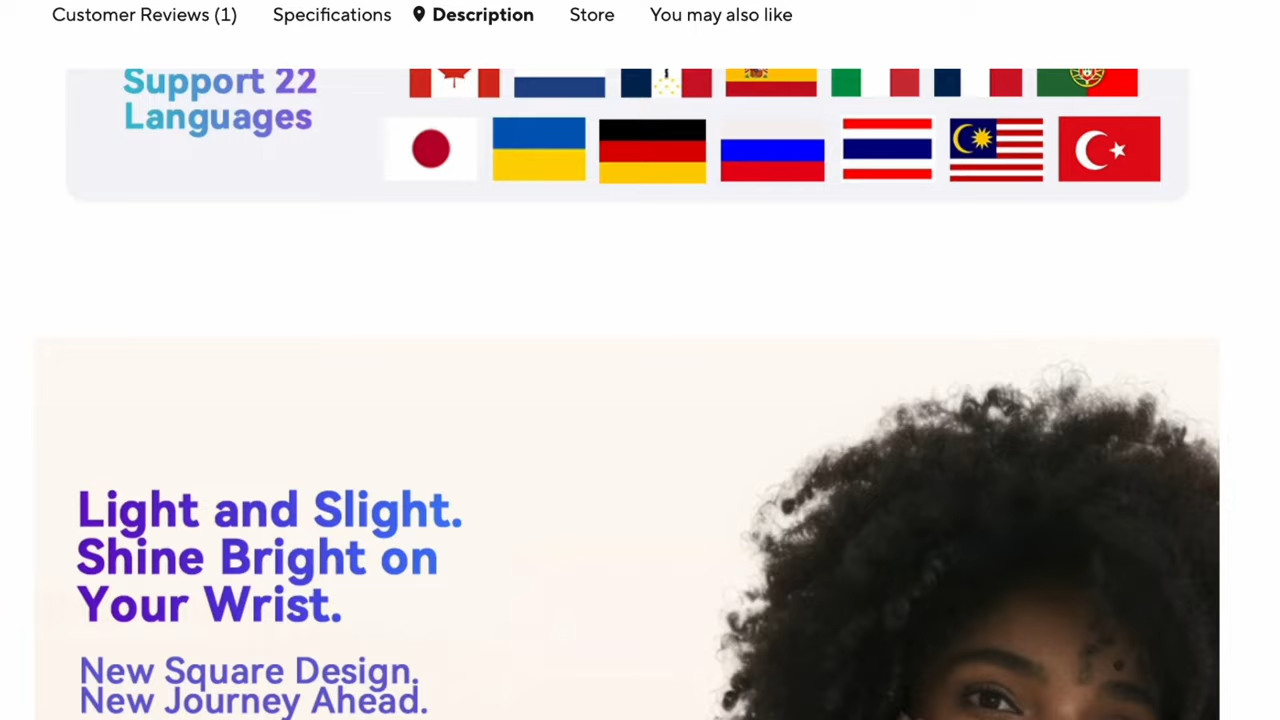 Customer Reviews (1) Specifications Description Store You may also like
Support 22
Languages
Light and Slight.
Shine Bright on
Your Wrist.
New Square Design.
New Journey Ahead.